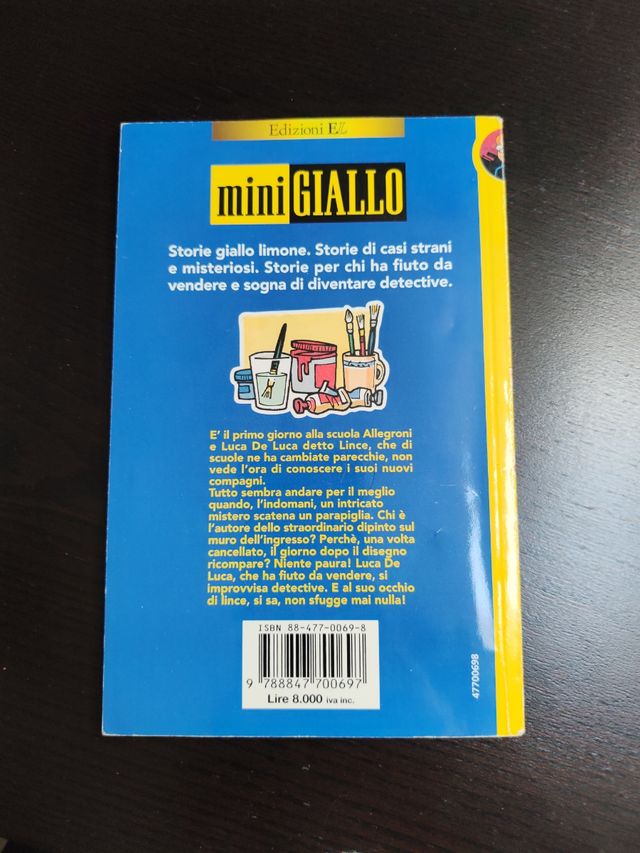 Edizioni EL
mini GIALLO
Storie giallo limone. Storie di casi strani
e misteriosi. Storie per chi ha fiuto da
vendere e sogna di diventare detective.
E' il primo giorno alla scuola Allegroni
e Luca De Luca detto Lince, che di
scuole ne ha cambiate parecchie, non
vede l'ora di conoscere i suoi nuovi
compagni.
Tutto sembra andare per il meglio
quando, l'indomani, un intricato
mistero scatena un parapiglia. Chi è
l'autore dello straordinario dipinto sul
muro dell'ingresso? Perchè, una volta
cancellato, il giorno dopo il disegno
ricompare? Niente paura! Luca De
Luca, che ha fiuto da vendere, si
improvvisa detective. E al suo occhio
di lince, si sa, non sfugge mai nulla!
ISBN 88-477-0069-8
9 788847 700697
Lire 8.000 iva inc.
47700698